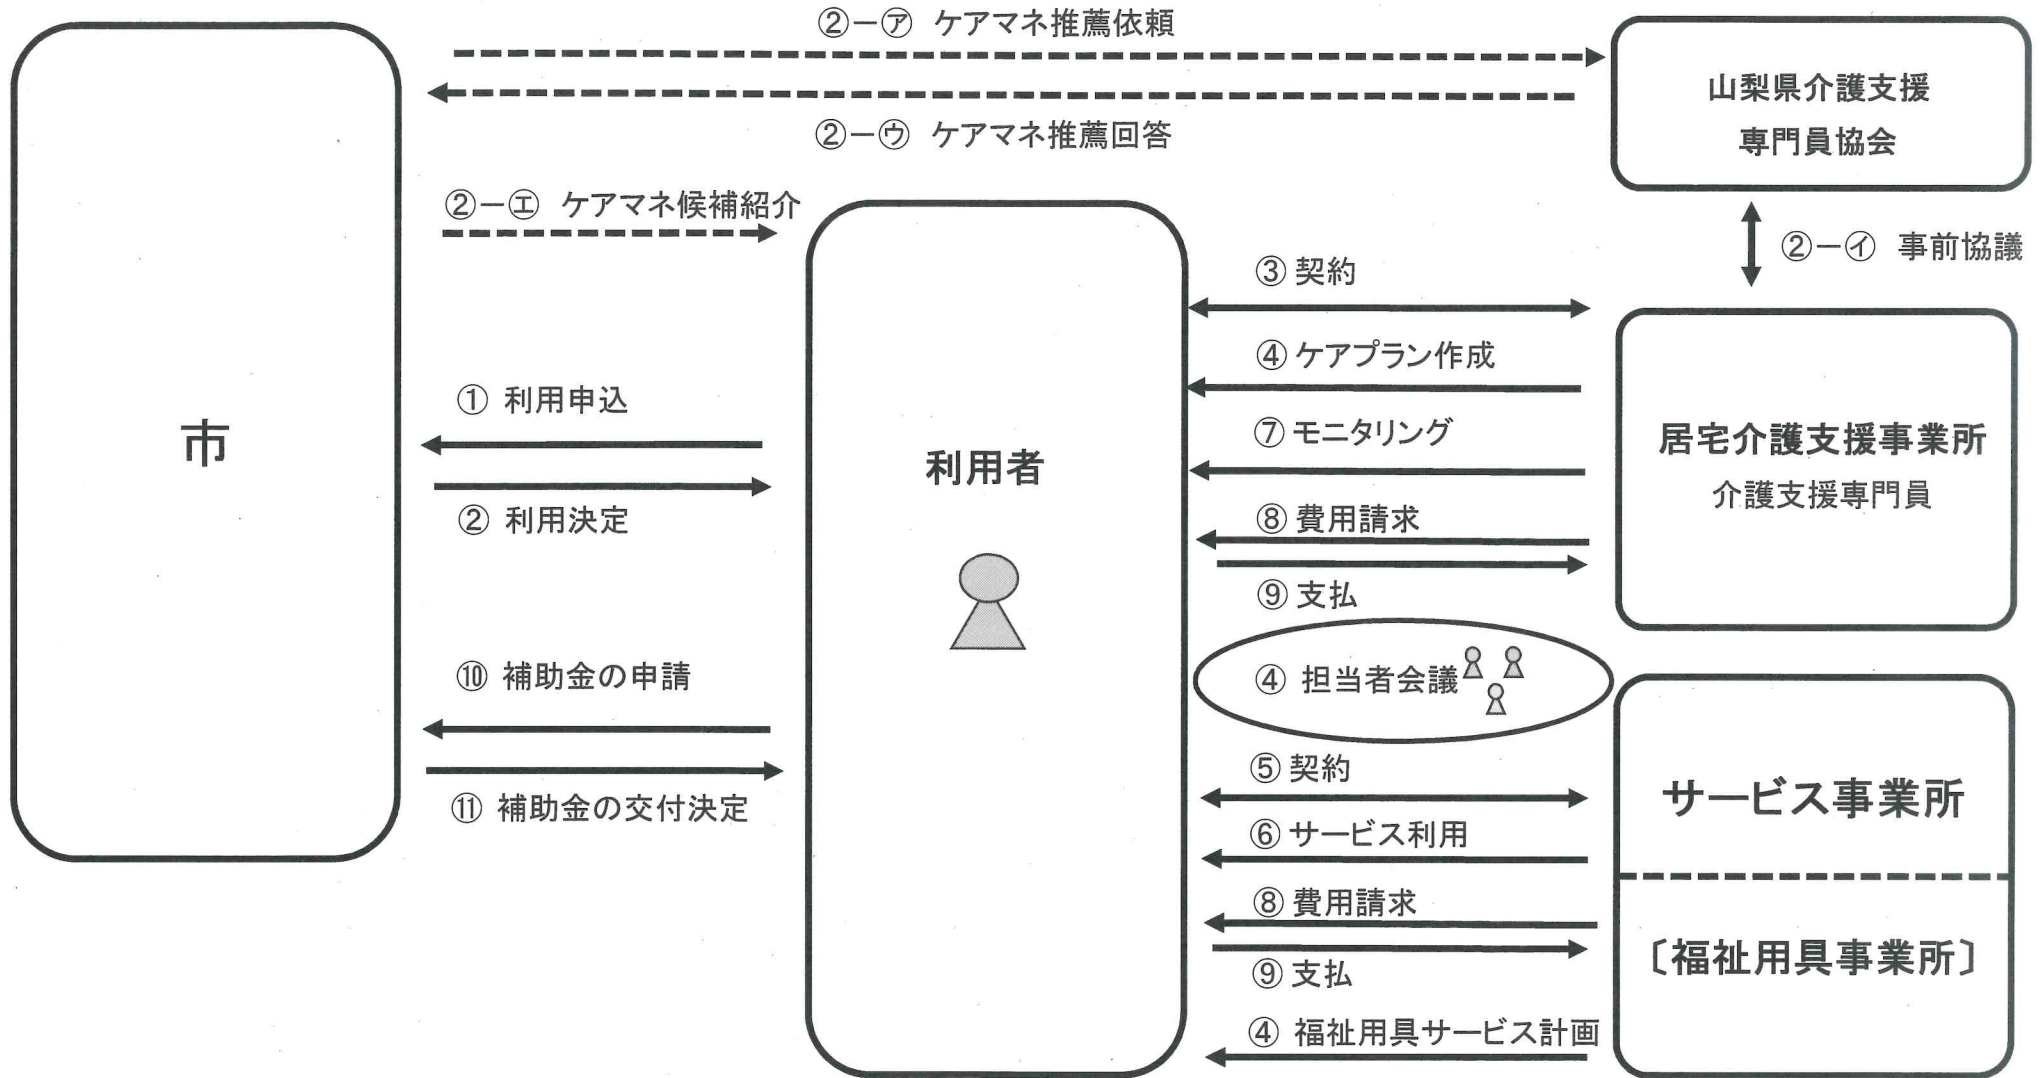 ②－㋐ ケアマネ推薦依頼
②－㋒ ケアマネ推薦回答
山梨県介護支援
専門員協会
②－㋓ ケアマネ候補紹介
②－㋑ 事前協議
市
① 利用申込
② 利用決定
⑩ 補助金の申請
⑪ 補助金の交付決定
利用者
③ 契約
④ ケアプラン作成
⑦ モニタリング
⑧ 費用請求
⑨ 支払
居宅介護支援事業所
介護支援専門員
④ 担当者会議
⑤ 契約
⑥ サービス利用
⑧ 費用請求
⑨ 支払
④ 福祉用具サービス計画
サービス事業所
〔福祉用具事業所〕